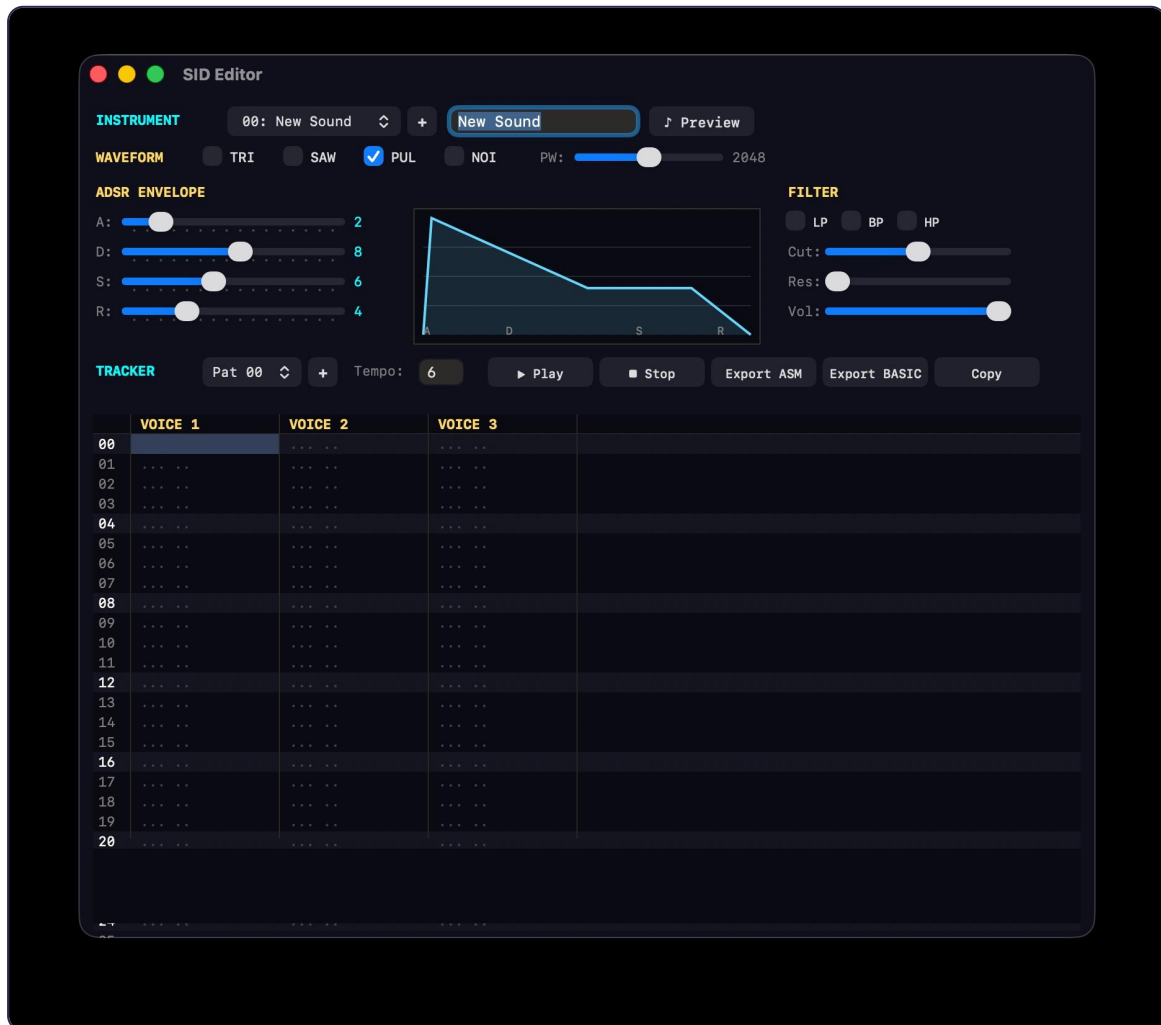 SID Editor
INSTRUMENT 00: New Sound + New Sound ♪ Preview
WAVEFORM TRI SAW PUL NOI PW: 2048
ADSR ENVELOPE FILTER
A: 2 LP BP HP
D: 8 Cut:
S: 6 Res:
R: 4 Vol:
A D S R
TRACKER Pat 00 + Tempo: 6 ▶ Play ■ Stop Export ASM Export BASIC Copy
VOICE 1 VOICE 2 VOICE 3
00 ... .. ... ..
01 ... .. ... .. ... ..
02 ... .. ... .. ... ..
03 ... .. ... .. ... ..
04 ... .. ... .. ... ..
05 ... .. ... .. ... ..
06 ... .. ... .. ... ..
07 ... .. ... .. ... ..
08 ... .. ... .. ... ..
09 ... .. ... .. ... ..
10 ... .. ... .. ... ..
11 ... .. ... .. ... ..
12 ... .. ... .. ... ..
13 ... .. ... .. ... ..
14 ... .. ... .. ... ..
15 ... .. ... .. ... ..
16 ... .. ... .. ... ..
17 ... .. ... .. ... ..
18 ... .. ... .. ... ..
19 ... .. ... .. ... ..
20 ... .. ... .. ... ..